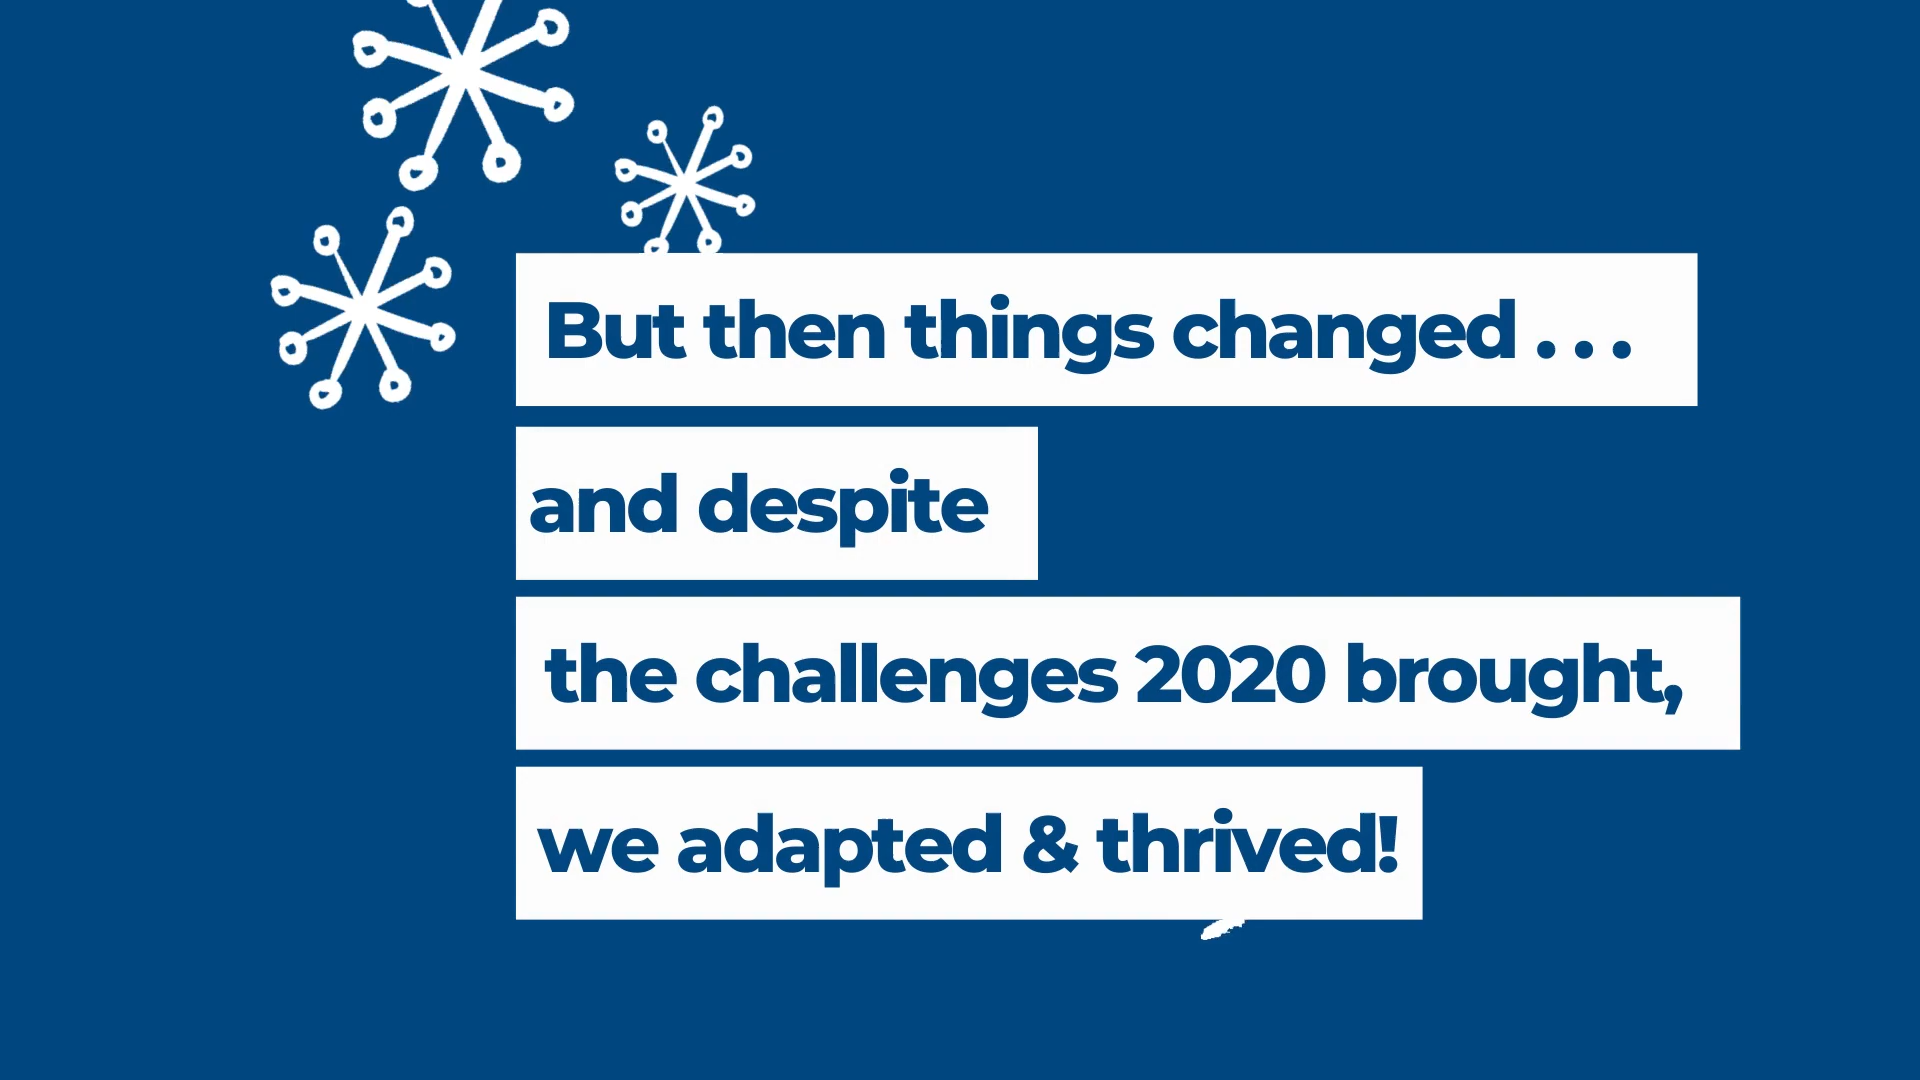 But then things changed . . .
and despite
the challenges 2020 brought,
we adapted & thrived!